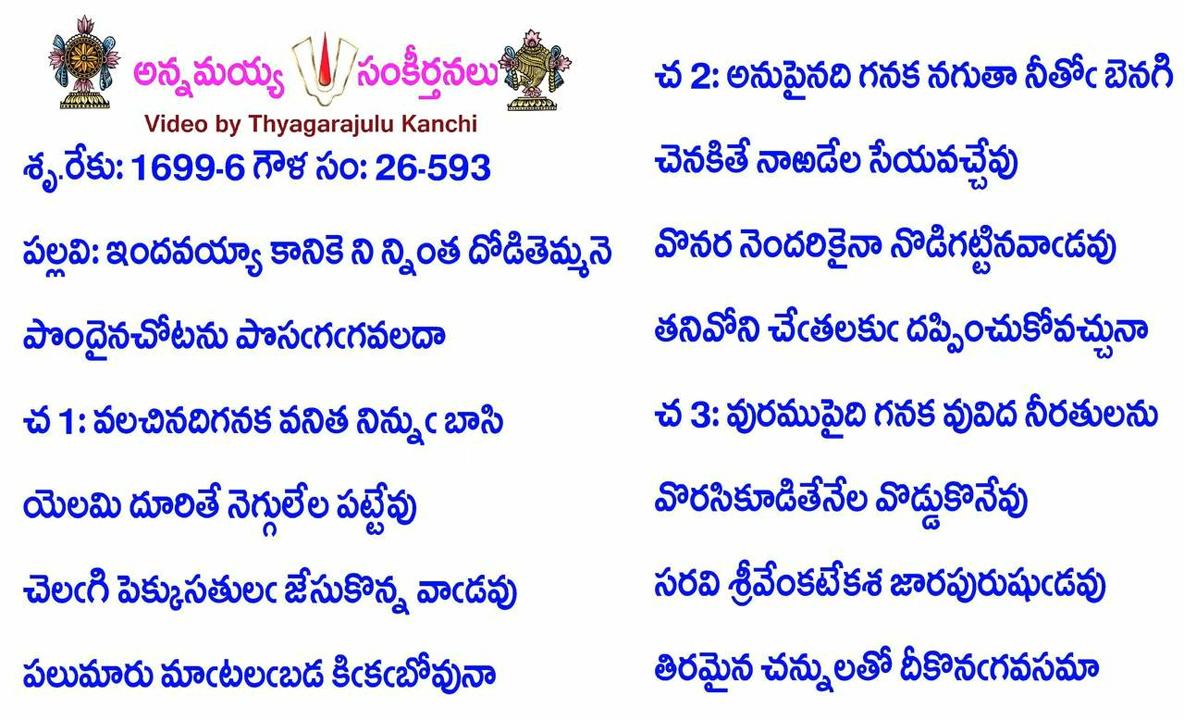 అన్నమయ్య సంకీర్తనలు
Video by Thyagarajulu Kanchi
శృ.రేకు: 1699-6 గౌళ సం: 26-593
పల్లవి: ఇందవయ్యా కానికె ని న్నింత దోడితెమ్మనె
పొందైనచోటను పొసఁగఁగవలదా
చ 1: వలచినదిగనక వనిత నిన్నుఁ బాసి
యెలమి దూరితే నెగ్గులేల పట్టేవు
చెలఁగి పెక్కుసతులఁ జేసుకొన్న వాఁడవు
పలుమారు మాఁటలఁబడ కిఁకఁబోవునా
చ 2: అనుపైనది గనక నగుతా నీతోఁ బెనగి
చెనకితే నాఱడేల సేయవచ్చేవు
వొనర నెందరికైనా నొడిగట్టినవాఁడవు
తనివోని చేఁతలకుఁ దప్పించుకోవచ్చునా
చ 3: వురముపైది గనక వువిద నీరతులను
వొరసికూడితేనేల వొడ్డుకొనేవు
సరవి శ్రీవేంకటేకశ జారపురుషుఁడవు
తిరమైన చన్నులతో దీకొనఁగవసమా